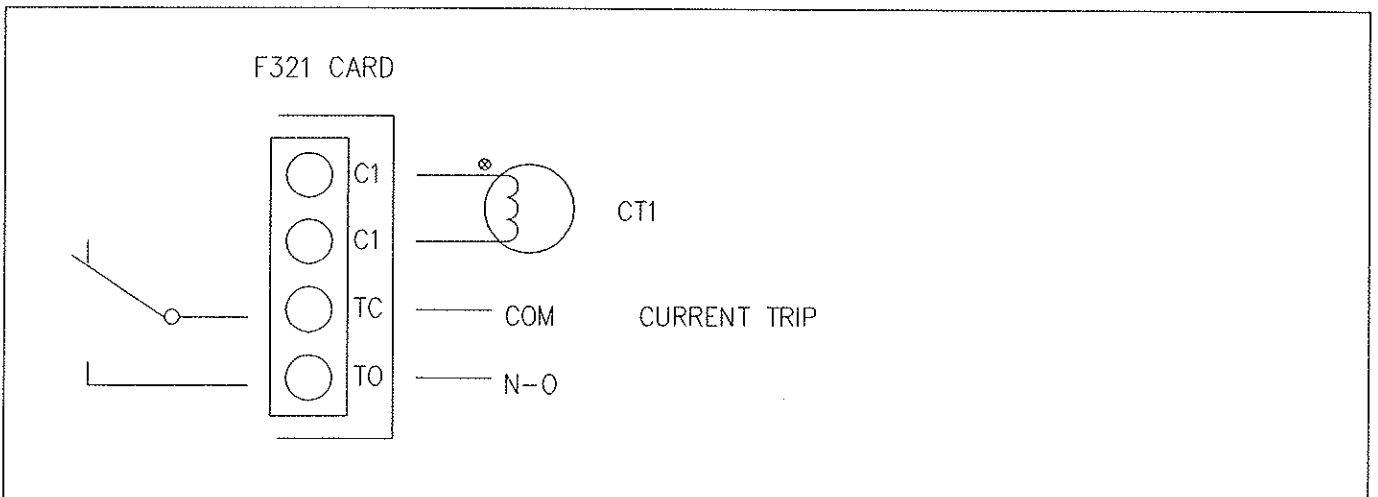 F321 CARD
C1
CT1
C1
TC COM CURRENT TRIP
TO N-O